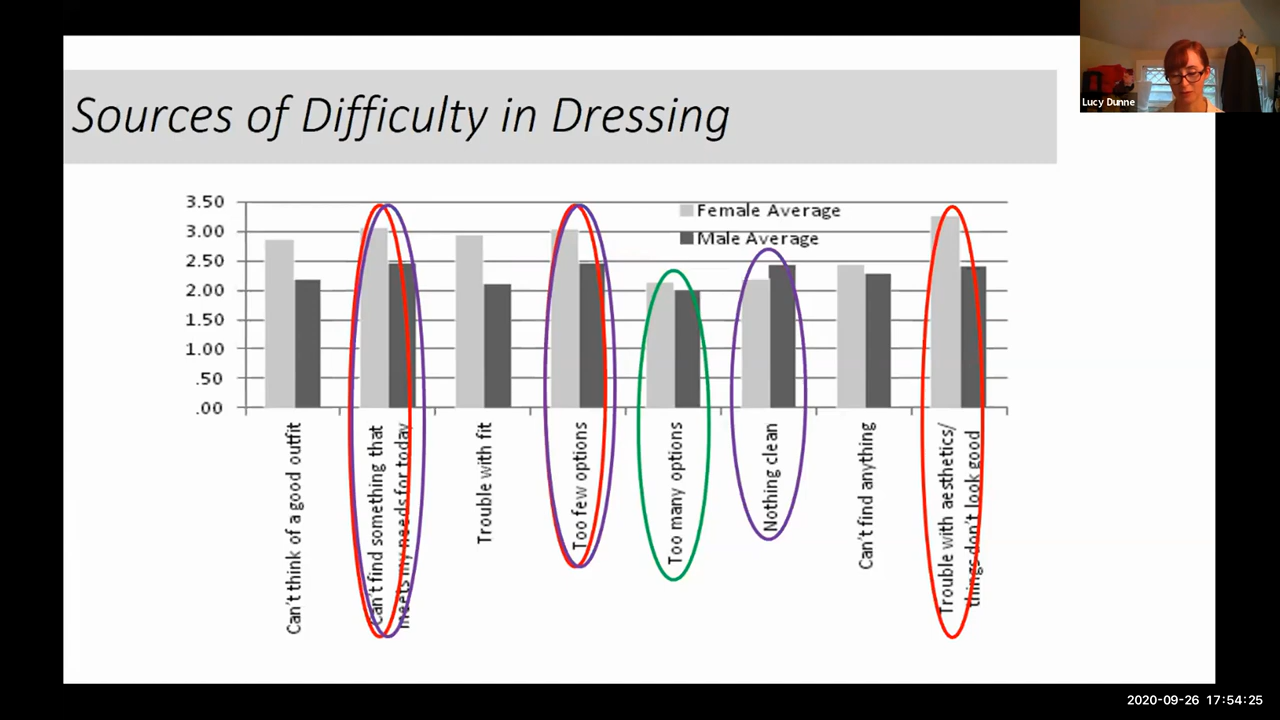 Lucy Dunne
Sources of Difficulty in Dressing
3.50
3.00
2.50
2.00
1.50
1.00
.50
.00
Female Average
Male Average
Can't think of a good outfit
Can't find something that
meets my needs for today
Trouble with fit
Too few options
Too many options
Nothing clean
Can't find anything
Trouble with aesthetics/
things don't look good
2020-09-26 17:54:25